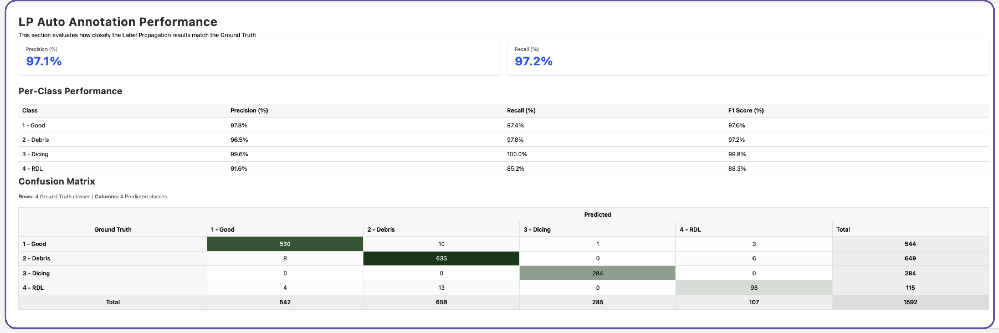 LP Auto Annotation Performance
This section evaluates how closely the Label Propagation results match the Ground Truth
Precision (%) Recall (%)
97.1% 97.2%
Per-Class Performance
Class Precision (%) Recall (%) F1 Score (%)
1 - Good 97.8% 97.4% 97.6%
2 - Debris 96.5% 97.8% 97.2%
3 - Dicing 99.6% 100.0% 99.8%
4 - RDL 91.6% 85.2% 88.3%
Confusion Matrix
Rows: 4 Ground Truth classes | Columns: 4 Predicted classes
Predicted
Ground Truth 1 - Good 2 - Debris 3 - Dicing 4 - RDL Total
1 - Good 530 10 1 3 544
2 - Debris 8 635 0 6 649
3 - Dicing 0 0 284 0 284
4 - RDL 4 13 0 98 115
Total 542 658 285 107 1592